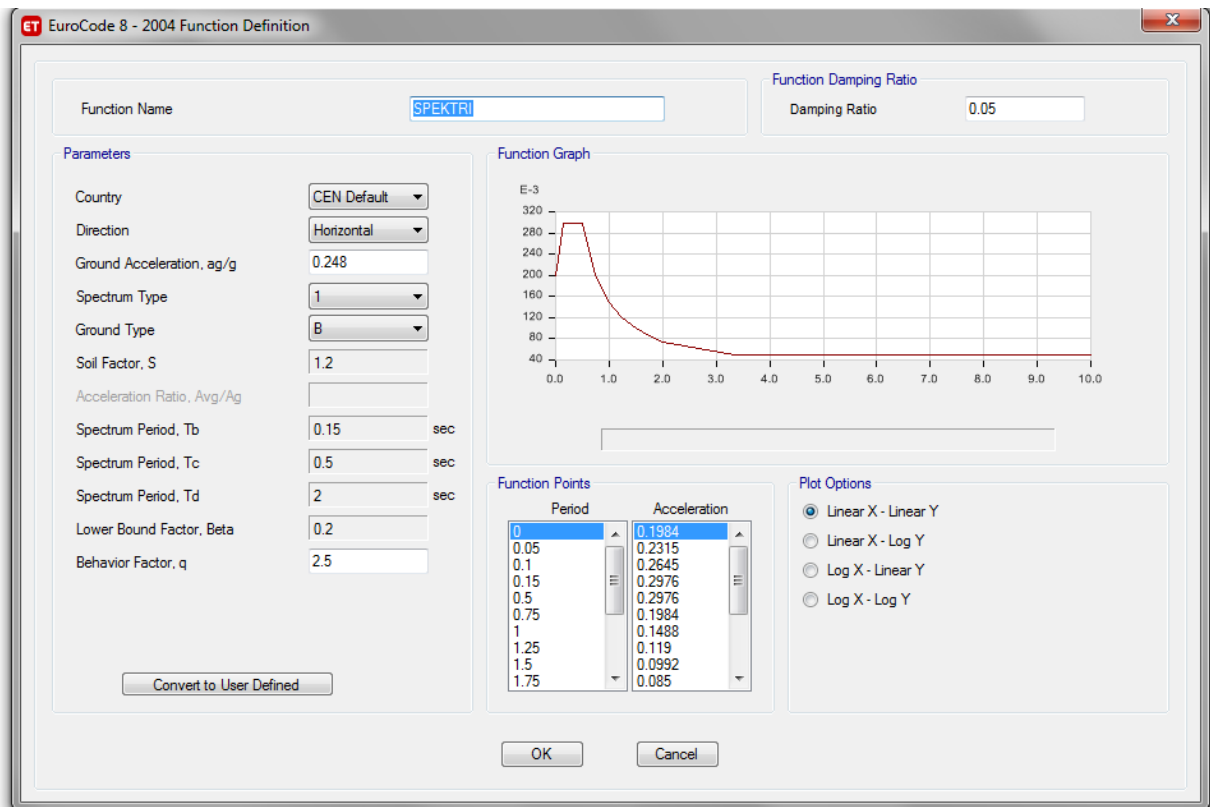 ET EuroCode 8 - 2004 Function Definition
Function Name SPEKTRI
Function Damping Ratio
Damping Ratio 0.05
Parameters
Country CEN Default
Direction Horizontal
Ground Acceleration, ag/g 0.248
Spectrum Type 1
Ground Type B
Soil Factor, S 1.2
Acceleration Ratio, Avg/Ag
Spectrum Period, Tb 0.15 sec
Spectrum Period, Tc 0.5 sec
Spectrum Period, Td 2 sec
Lower Bound Factor, Beta 0.2
Behavior Factor, q 2.5
Convert to User Defined
Function Graph
E-3
320
280
240
200
160
120
80
40
0.0 1.0 2.0 3.0 4.0 5.0 6.0 7.0 8.0 9.0 10.0
Function Points
Period Acceleration
0 0.1984
0.05 0.2315
0.1 0.2645
0.15 0.2976
0.5 0.2976
0.75 0.1984
1 0.1488
1.25 0.119
1.5 0.0992
1.75 0.085
Plot Options
Linear X - Linear Y
Linear X - Log Y
Log X - Linear Y
Log X - Log Y
OK Cancel